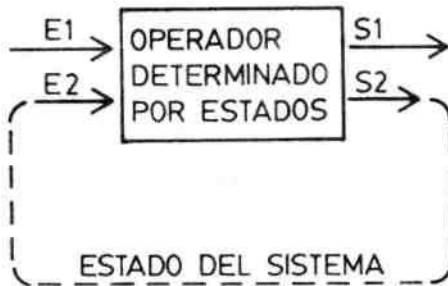 E1
OPERADOR
S1
E2
DETERMINADO
S2
POR ESTADOS
ESTADO DEL SISTEMA